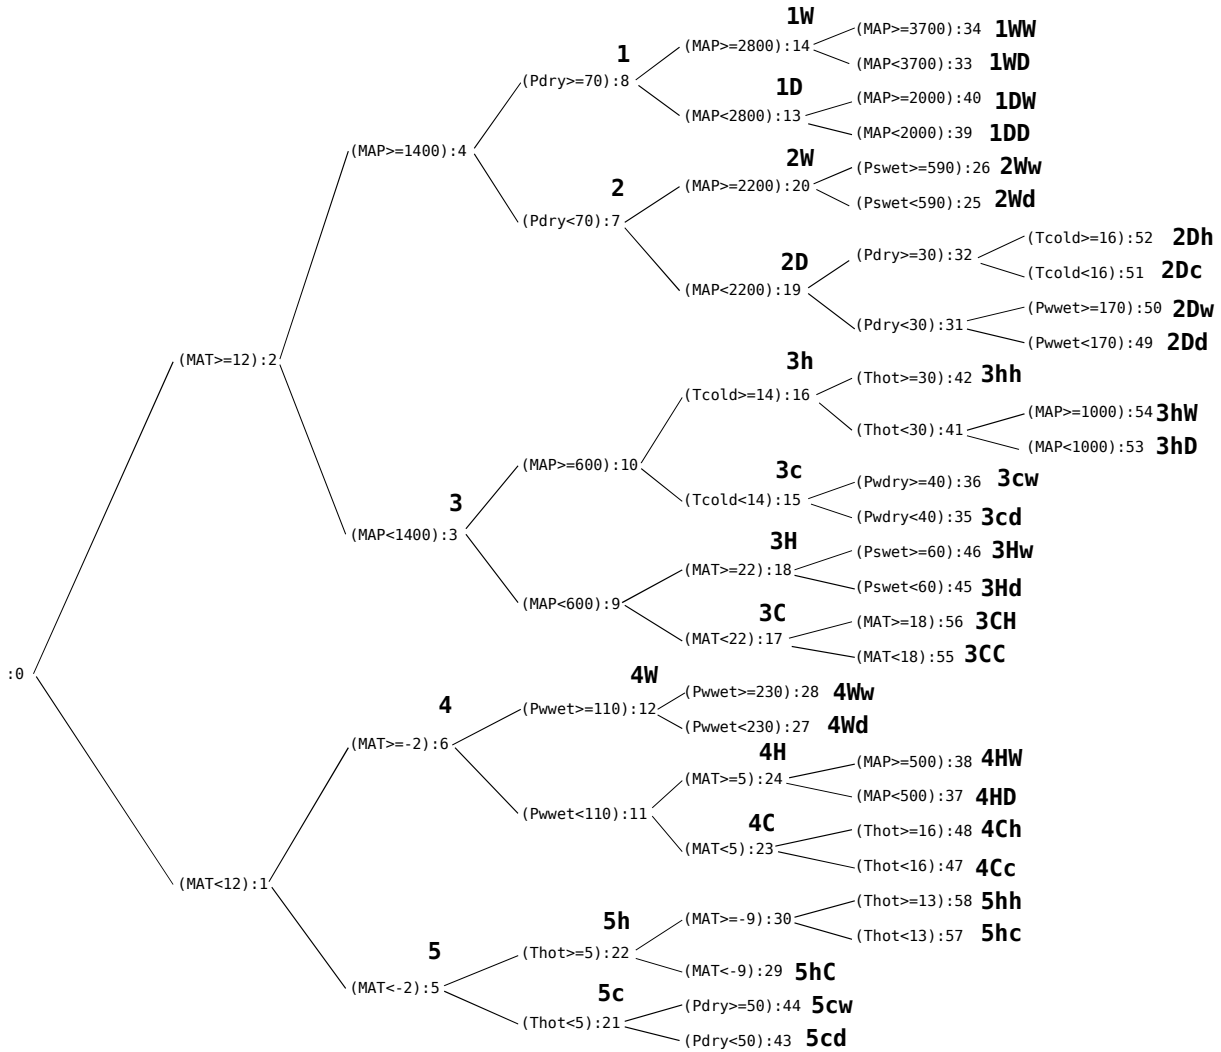 1W
(MAP>=3700):34 1WW
1
(MAP>=2800):14
(MAP<3700):33 1WD
(Pdry>=70):8
1D
(MAP>=2000):40 1DW
(MAP<2800):13
(MAP<2000):39 1DD
(MAP>=1400):4
2W
(Pswet>=590):26 2Ww
2
(MAP>=2200):20
(Pswet<590):25 2Wd
(Pdry<70):7
(Tcold>=16):52 2Dh
2D
(Pdry>=30):32
(Tcold<16):51 2Dc
(MAP<2200):19
(Pwwet>=170):50 2Dw
(Pdry<30):31
(Pwwet<170):49 2Dd
(MAT>=12):2
3h
(Thot>=30):42 3hh
(Tcold>=14):16
(MAP>=1000):54 3hW
(Thot<30):41
(MAP<1000):53 3hD
(MAP>=600):10
3c
(Pwdry>=40):36 3cw
3
(Tcold<14):15
(Pwdry<40):35 3cd
(MAP<1400):3
3H
(Pswet>=60):46 3Hw
(MAT>=22):18
(Pswet<60):45 3Hd
(MAP<600):9
3C
(MAT>=18):56 3CH
(MAT<22):17
(MAT<18):55 3CC
:0
4W
(Pwwet>=230):28 4Ww
4
(Pwwet>=110):12
(Pwwet<230):27 4Wd
(MAT>=-2):6
4H
(MAP>=500):38 4HW
(MAT>=5):24
(MAP<500):37 4HD
(Pwwet<110):11
4C
(Thot>=16):48 4Ch
(MAT<5):23
(Thot<16):47 4Cc
(MAT<12):1
(Thot>=13):58 5hh
5h
(MAT>=-9):30
(Thot<13):57 5hc
5
(Thot>=5):22
(MAT<-9):29 5hC
(MAT<-2):5
5c
(Pdry>=50):44 5cw
(Thot<5):21
(Pdry<50):43 5cd